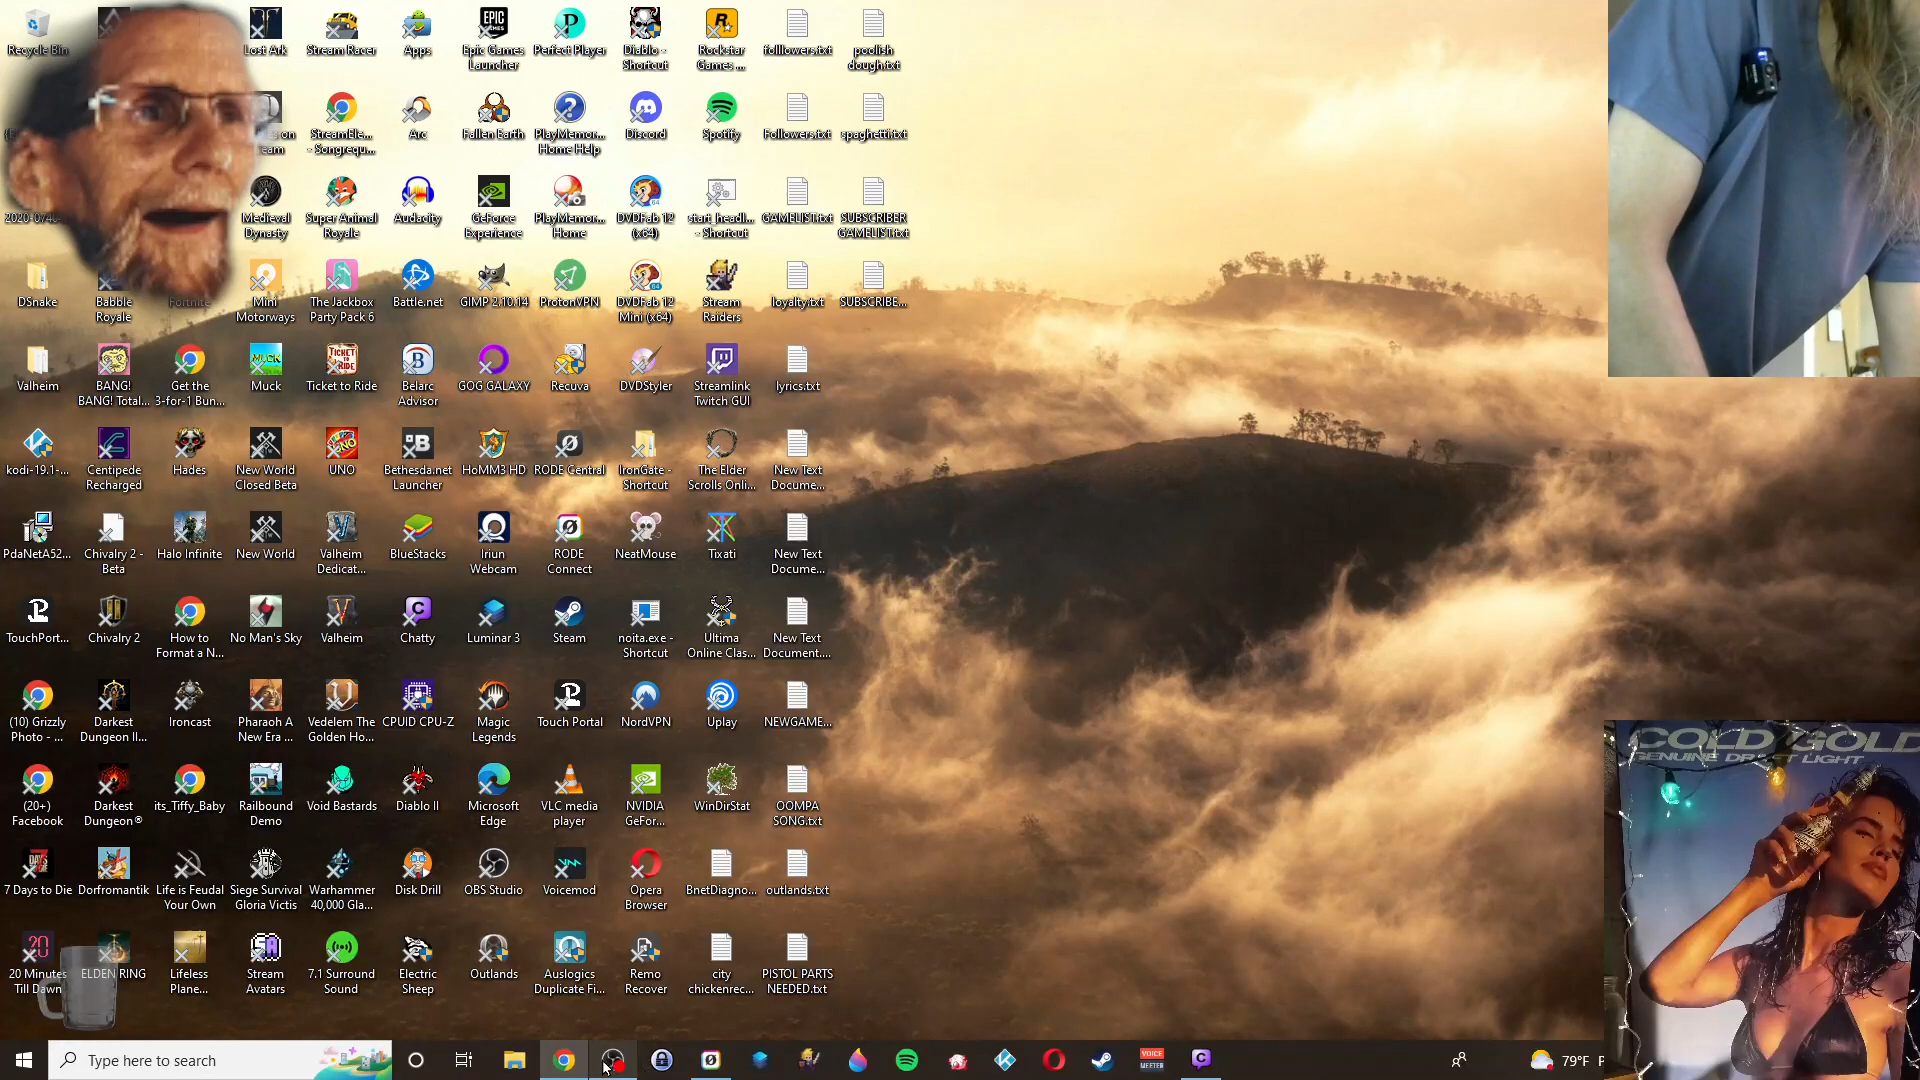 Recycle Bin
Lost Ark
Stream Racer
Apps
EPIC
GAMES
Epic Games
Launcher
Perfect Player
Diablo -
Shortcut
Rockstar
Games ...
folllowers.txt
poolish
dough.txt
StreamEle...
- Songrequ...
Arc
Fallen Earth
PlayMemor...
Home Help
Discord
Spotify
Followers.txt
spaghetti.txt
Medieval
Dynasty
Super Animal
Royale
Audacity
GeForce
Experience
PlayMemor...
Home
DVDFab 12
(x64)
start_headl...
- Shortcut
GAMELIST.txt
SUBSCRIBER
GAMELIST.txt
DSnake
Babble
Royale
Fortnite
Mini
Motorways
The Jackbox
Party Pack 6
Battle.net
GIMP 2.10.14
ProtonVPN
DVDFab 12
Mini (x64)
Stream
Raiders
loyalty.txt
SUBSCRIBE...
Valheim
BANG!
BANG! Total...
Get the
3-for-1 Bun...
MUCK
Muck
TICKET
TO
RIDE
Ticket to Ride
Belarc
Advisor
GOG GALAXY
Recuva
DVDStyler
Streamlink
Twitch GUI
lyrics.txt
kodi-19.1-...
Centipede
Recharged
Hades
New World
Closed Beta
UNO
UNO
Bethesda.net
Launcher
HoMM3 HD
RODE Central
IronGate -
Shortcut
The Elder
Scrolls Onli...
New Text
Docume...
PdaNetA52...
Chivalry 2 -
Beta
Halo Infinite
New World
Valheim
Dedicat...
BlueStacks
Iriun
Webcam
RODE
Connect
NeatMouse
Tixati
New Text
Docume...
TouchPort...
Chivalry 2
How to
Format a N...
No Man's Sky
Valheim
Chatty
Luminar 3
Steam
noita.exe -
Shortcut
Ultima
Online Clas...
New Text
Document....
(10) Grizzly
Photo - ...
Darkest
Dungeon II...
Ironcast
Pharaoh A
New Era ...
Vedelem The
Golden Ho...
CPUID CPU-Z
Magic
Legends
Touch Portal
NordVPN
Uplay
NEWGAME...
(20+)
Facebook
Darkest
Dungeon®
its_Tiffy_Baby
Railbound
Demo
Void Bastards
Diablo II
Microsoft
Edge
VLC media
player
NVIDIA
GeFor...
WinDirStat
OOMPA
SONG.txt
7 Days to Die
Dorfromantik
Life is Feudal
Your Own
Siege Survival
Gloria Victis
Warhammer
40,000 Gla...
Disk Drill
OBS Studio
Voicemod
Opera
Browser
BnetDiagno...
outlands.txt
20 Minutes
Till Dawn
ELDEN RING
Lifeless
Plane...
Stream
Avatars
7.1 Surround
Sound
Electric
Sheep
Outlands
Auslogics
Duplicate Fi...
Remo
Recover
city
chickenrec...
PISTOL PARTS
NEEDED.txt
COLD GOLD
GENUINE DRAFT LIGHT
Type here to search
VOICE
MEETER
79°F